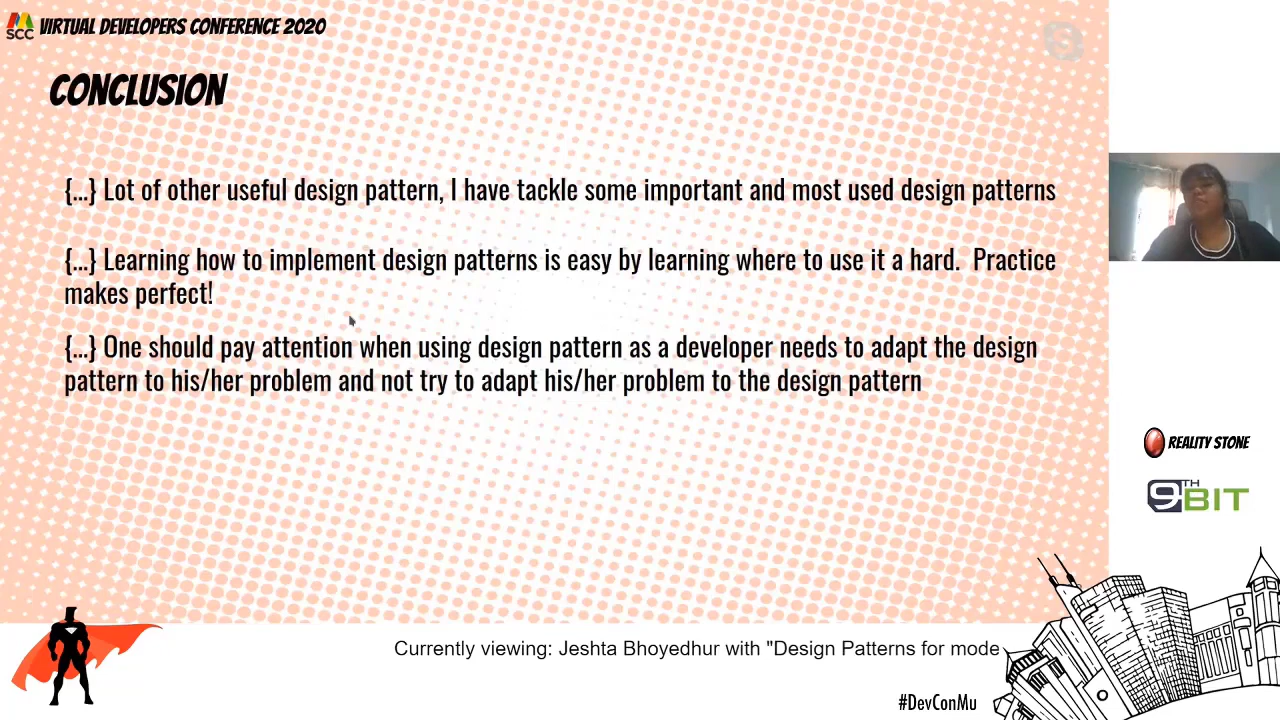 MSCC VIRTUAL DEVELOPERS CONFERENCE 2020
CONCLUSION
{...} Lot of other useful design pattern, I have tackle some important and most used design patterns
{...} Learning how to implement design patterns is easy by learning where to use it a hard.  Practice
makes perfect!
{...} One should pay attention when using design pattern as a developer needs to adapt the design
pattern to his/her problem and not try to adapt his/her problem to the design pattern
REALITY STONE
9TH BIT
Currently viewing: Jeshta Bhoyedhur with "Design Patterns for mode
#DevConMu